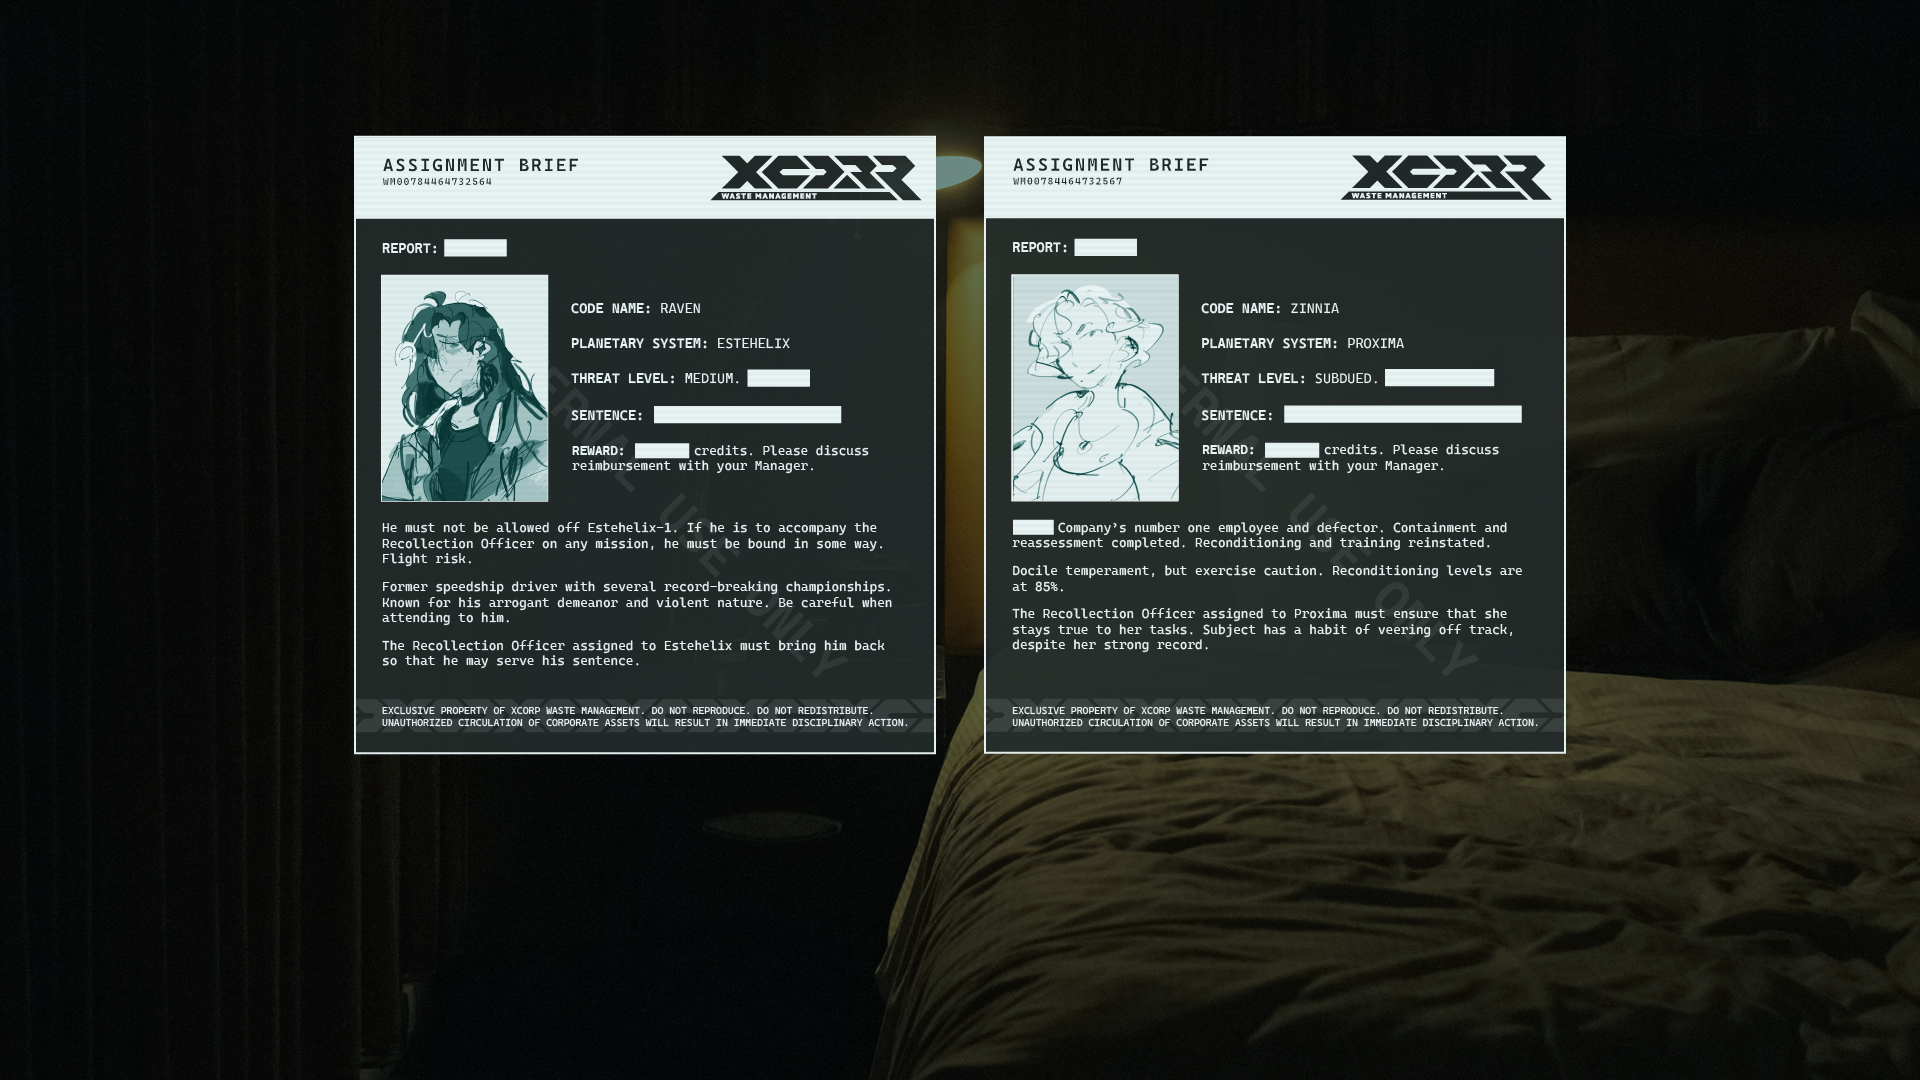 ASSIGNMENT BRIEF
WM00784464732564
XCORP
WASTE MANAGEMENT
REPORT:
CODE NAME: RAVEN
PLANETARY SYSTEM: ESTEHELIX
THREAT LEVEL: MEDIUM.
SENTENCE:
REWARD: credits. Please discuss
reimbursement with your Manager.
He must not be allowed off Estehelix-1. If he is to accompany the
Recollection Officer on any mission, he must be bound in some way.
Flight risk.
Former speedship driver with several record-breaking championships.
Known for his arrogant demeanor and violent nature. Be careful when
attending to him.
The Recollection Officer assigned to Estehelix must bring him back
so that he may serve his sentence.
USE ONLY
EXCLUSIVE PROPERTY OF XCORP WASTE MANAGEMENT. DO NOT REPRODUCE. DO NOT REDISTRIBUTE.
UNAUTHORIZED CIRCULATION OF CORPORATE ASSETS WILL RESULT IN IMMEDIATE DISCIPLINARY ACTION.
ASSIGNMENT BRIEF
WM00784464732567
XCORP
WASTE MANAGEMENT
REPORT:
CODE NAME: ZINNIA
PLANETARY SYSTEM: PROXIMA
THREAT LEVEL: SUBDUED.
SENTENCE:
REWARD: credits. Please discuss
reimbursement with your Manager.
Company's number one employee and defector. Containment and
reassessment completed. Reconditioning and training reinstated.
Docile temperament, but exercise caution. Reconditioning levels are
at 85%.
The Recollection Officer assigned to Proxima must ensure that she
stays true to her tasks. Subject has a habit of veering off track,
despite her strong record.
USE ONLY
EXCLUSIVE PROPERTY OF XCORP WASTE MANAGEMENT. DO NOT REPRODUCE. DO NOT REDISTRIBUTE.
UNAUTHORIZED CIRCULATION OF CORPORATE ASSETS WILL RESULT IN IMMEDIATE DISCIPLINARY ACTION.